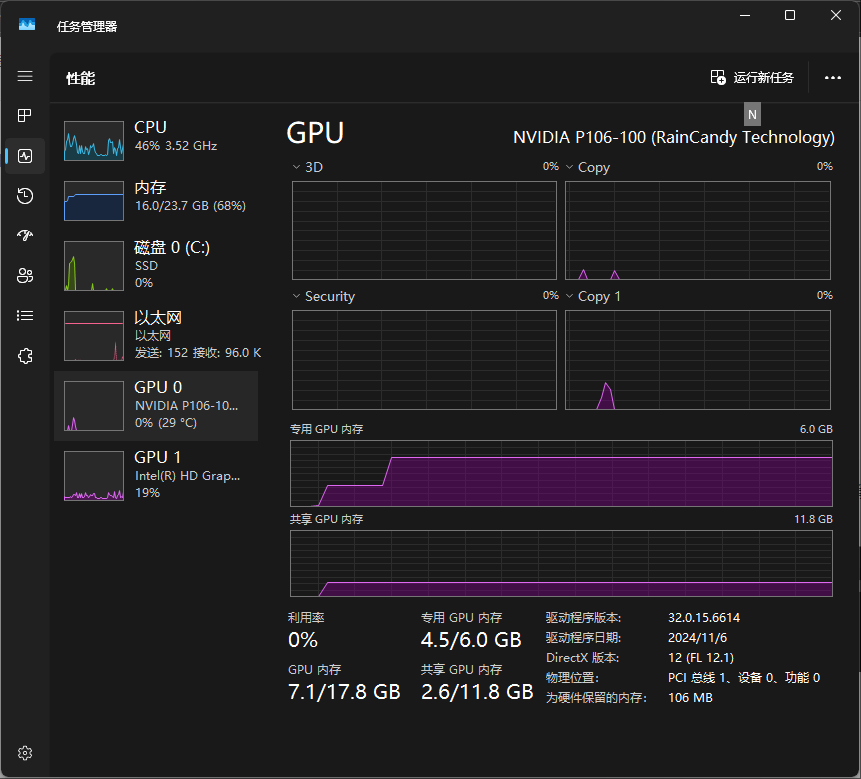 任务管理器
性能
运行新任务
N
CPU
46% 3.52 GHz
内存
16.0/23.7 GB (68%)
磁盘 0 (C:)
SSD
0%
以太网
以太网
发送: 152 接收: 96.0 K
GPU 0
NVIDIA P106-10...
0% (29 °C)
GPU 1
Intel(R) HD Grap...
19%
GPU
NVIDIA P106-100 (RainCandy Technology)
3D 0%
Copy 0%
Security 0%
Copy 1 0%
专用 GPU 内存 6.0 GB
共享 GPU 内存 11.8 GB
利用率
0%
专用 GPU 内存
4.5/6.0 GB
GPU 内存
7.1/17.8 GB
共享 GPU 内存
2.6/11.8 GB
驱动程序版本: 32.0.15.6614
驱动程序日期: 2024/11/6
DirectX 版本: 12 (FL 12.1)
物理位置: PCI 总线 1、设备 0、功能 0
为硬件保留的内存: 106 MB